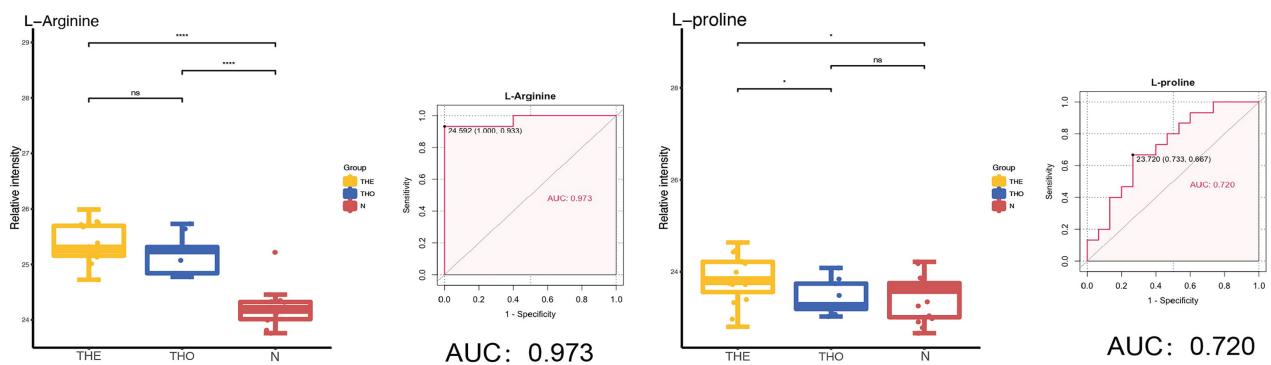 L-Arginine
****
****
ns
29
28
27
26
25
24
Relative intensity
THE
THO
N
Group
THE
THO
N
L-Arginine
24.592 (1.000, 0.933)
AUC: 0.973
Sensitivity
0.0
0.2
0.4
0.6
0.8
1.0
0.0
0.2
0.4
0.6
0.8
1.0
1 - Specificity
AUC: 0.973
L-proline
*
ns
*
28
26
24
Relative intensity
THE
THO
N
Group
THE
THO
N
L-proline
23.720 (0.733, 0.667)
AUC: 0.720
Sensitivity
0.0
0.2
0.4
0.6
0.8
1.0
0.0
0.2
0.4
0.6
0.8
1.0
1 - Specificity
AUC: 0.720